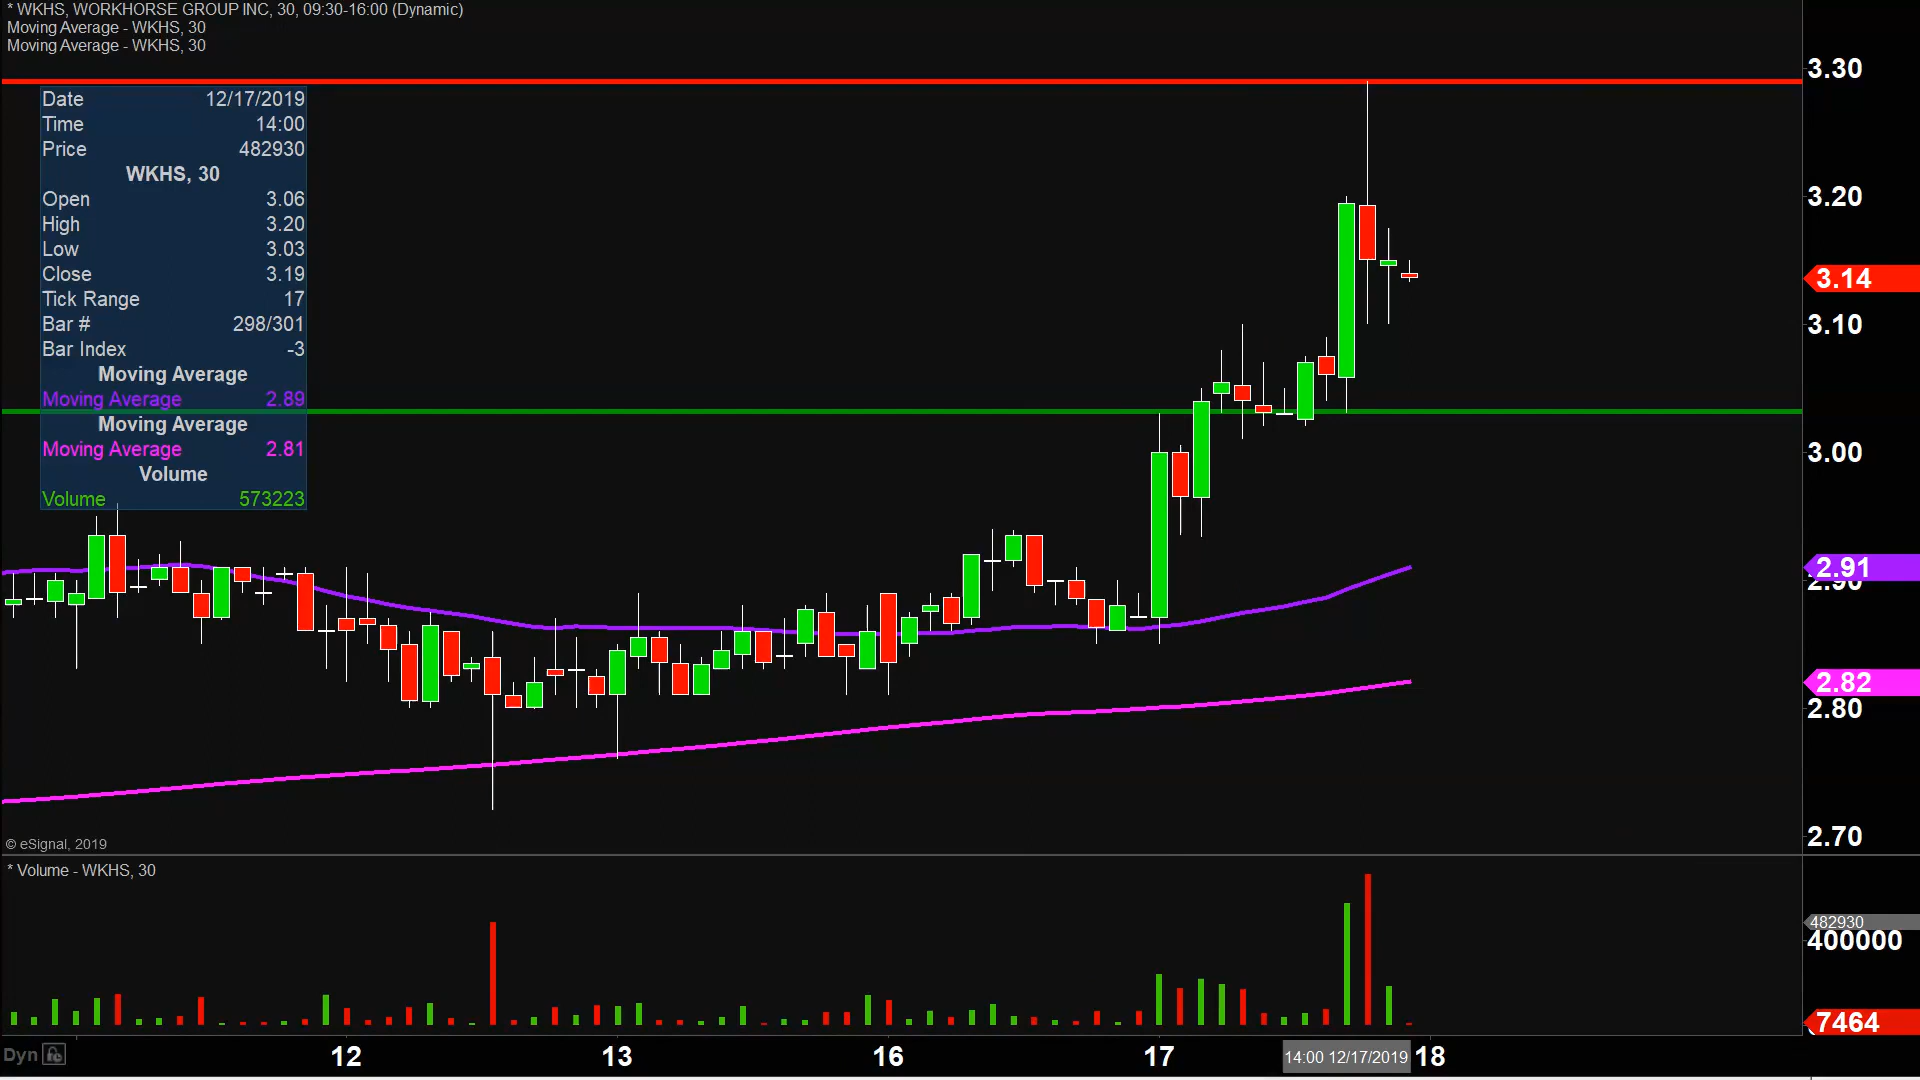 * WKHS, WORKHORSE GROUP INC, 30, 09:30-16:00 (Dynamic)
Moving Average - WKHS, 30
Moving Average - WKHS, 30
Date 12/17/2019
Time 14:00
Price 482930
WKHS, 30
Open 3.06
High 3.20
Low 3.03
Close 3.19
Tick Range 17
Bar # 298/301
Bar Index -3
Moving Average
Moving Average 2.89
Moving Average
Moving Average 2.81
Volume
Volume 573223
3.30
3.20
3.14
3.10
3.00
2.91
2.90
2.82
2.80
2.70
© eSignal, 2019
* Volume - WKHS, 30
482930
400000
7464
Dyn
12 13 16 17 14:00 12/17/2019 18